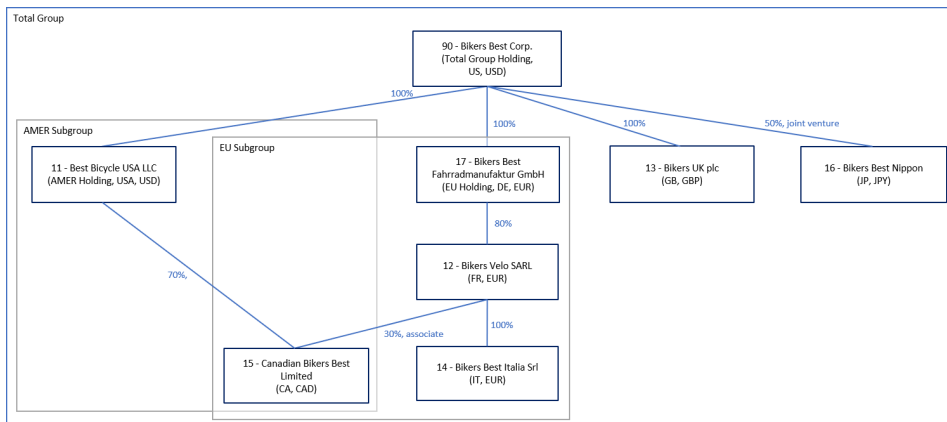 Total Group
90 - Bikers Best Corp.
(Total Group Holding,
US, USD)
100%
100%
100%
50%, joint venture
AMER Subgroup
EU Subgroup
11 - Best Bicycle USA LLC
(AMER Holding, USA, USD)
17 - Bikers Best
Fahrradmanufaktur GmbH
(EU Holding, DE, EUR)
13 - Bikers UK plc
(GB, GBP)
16 - Bikers Best Nippon
(JP, JPY)
80%
12 - Bikers Velo SARL
(FR, EUR)
70%,
30%, associate
100%
15 - Canadian Bikers Best
Limited
(CA, CAD)
14 - Bikers Best Italia Srl
(IT, EUR)